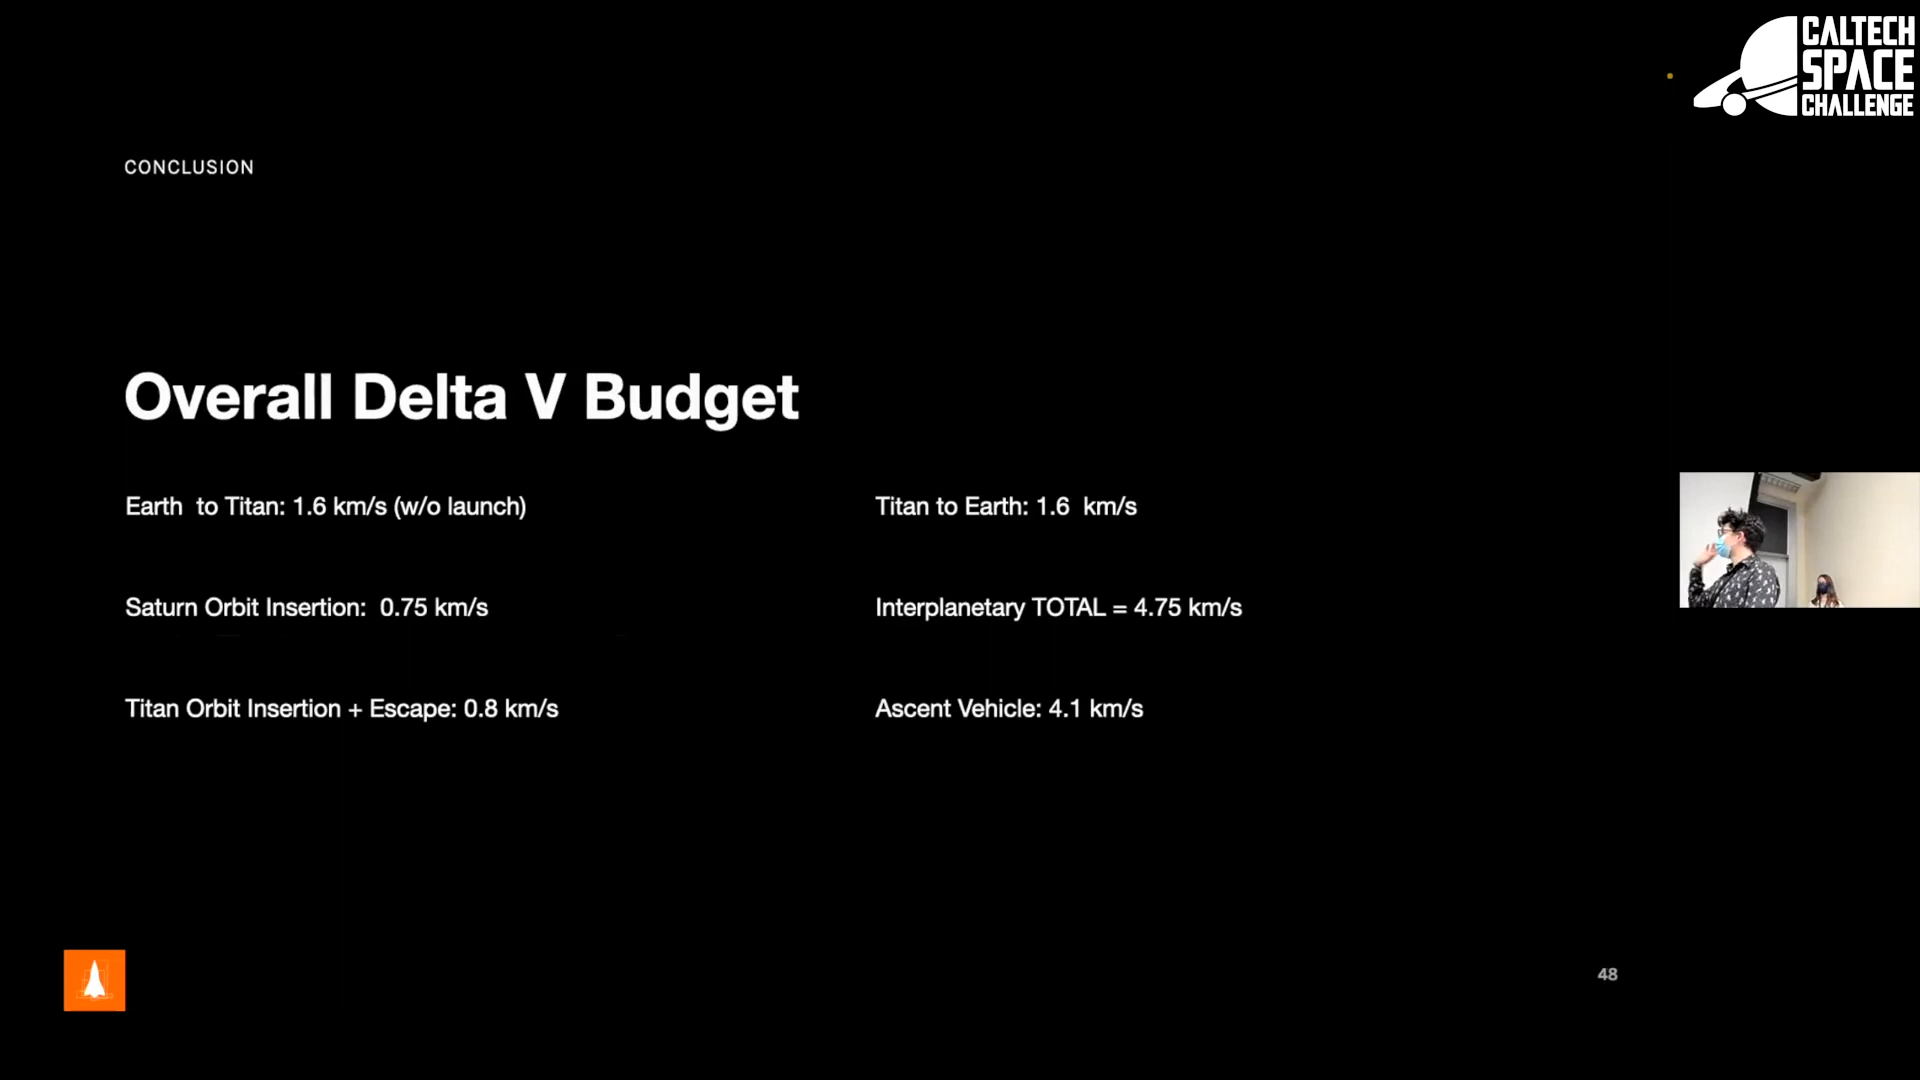 CALTECH
SPACE
CHALLENGE
CONCLUSION
Overall Delta V Budget
Earth to Titan: 1.6 km/s (w/o launch)
Saturn Orbit Insertion: 0.75 km/s
Titan Orbit Insertion + Escape: 0.8 km/s
Titan to Earth: 1.6 km/s
Interplanetary TOTAL = 4.75 km/s
Ascent Vehicle: 4.1 km/s
48